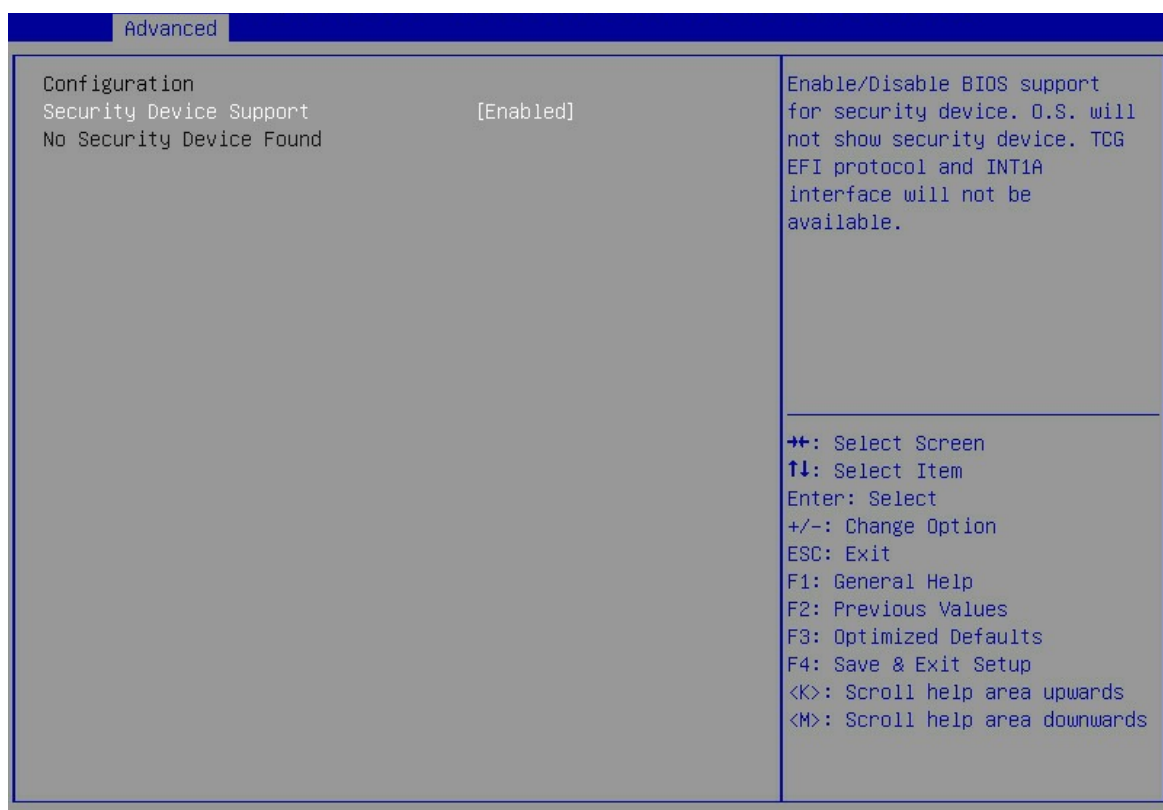 Advanced
Configuration
Security Device Support [Enabled]
No Security Device Found
Enable/Disable BIOS support
for security device. O.S. will
not show security device. TCG
EFI protocol and INT1A
interface will not be
available.
→←: Select Screen
↑↓: Select Item
Enter: Select
+/-: Change Option
ESC: Exit
F1: General Help
F2: Previous Values
F3: Optimized Defaults
F4: Save & Exit Setup
<K>: Scroll help area upwards
<M>: Scroll help area downwards